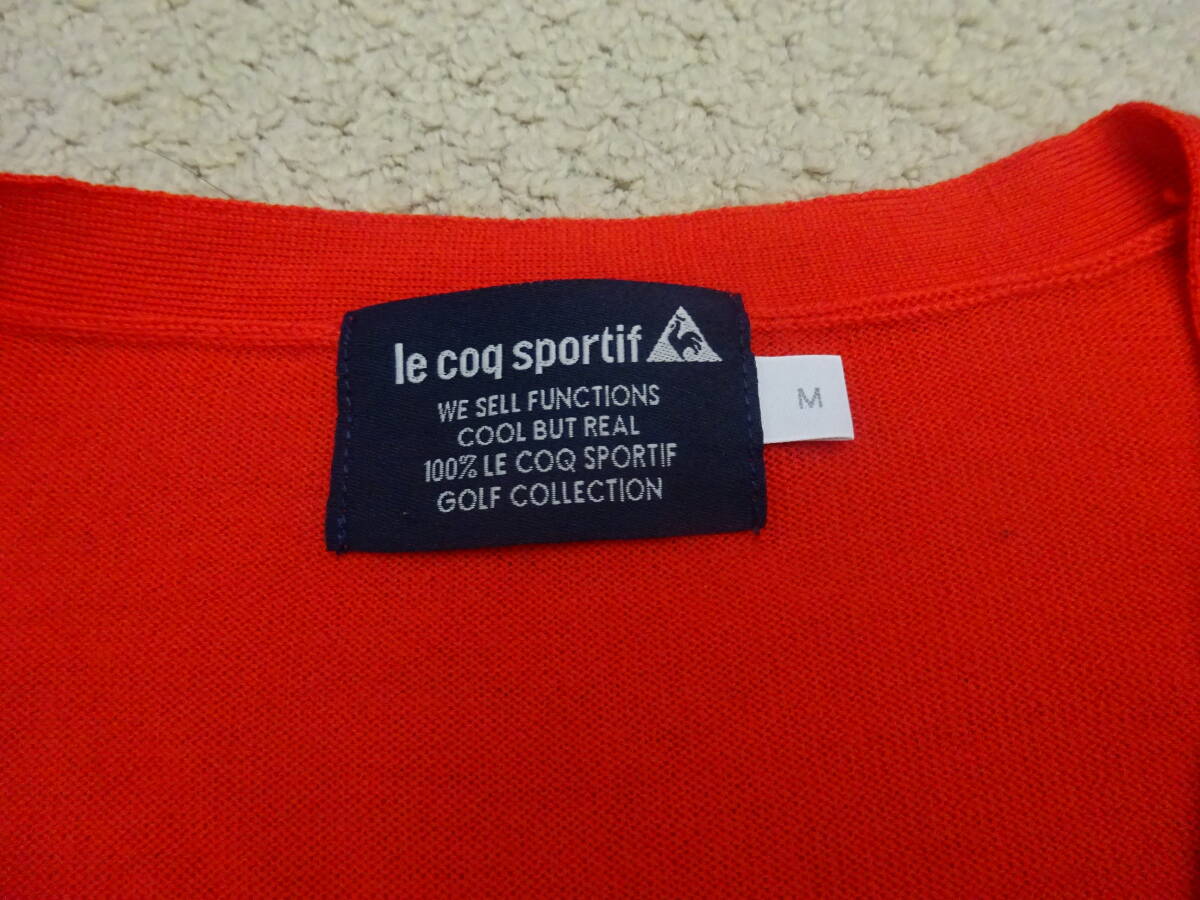 le coq sportif
WE SELL FUNCTIONS
COOL BUT REAL
100% LE COQ SPORTIF
GOLF COLLECTION
M